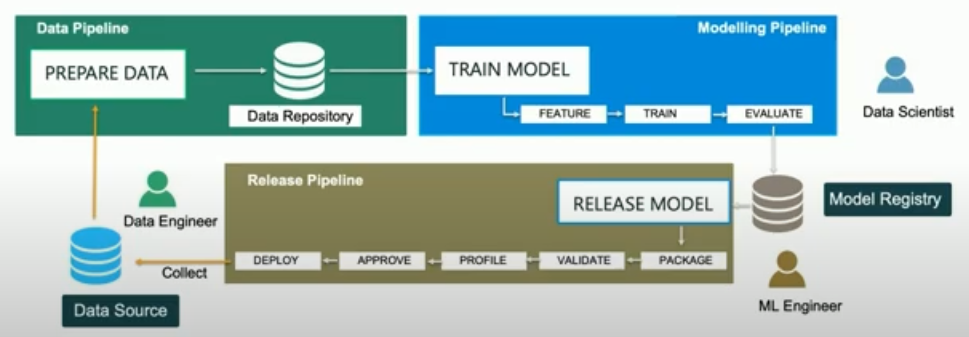 Data Pipeline
Modelling Pipeline
PREPARE DATA
TRAIN MODEL
Data Repository
FEATURE
TRAIN
EVALUATE
Data Scientist
Release Pipeline
RELEASE MODEL
Model Registry
Data Engineer
DEPLOY
APPROVE
PROFILE
VALIDATE
PACKAGE
Collect
Data Source
ML Engineer